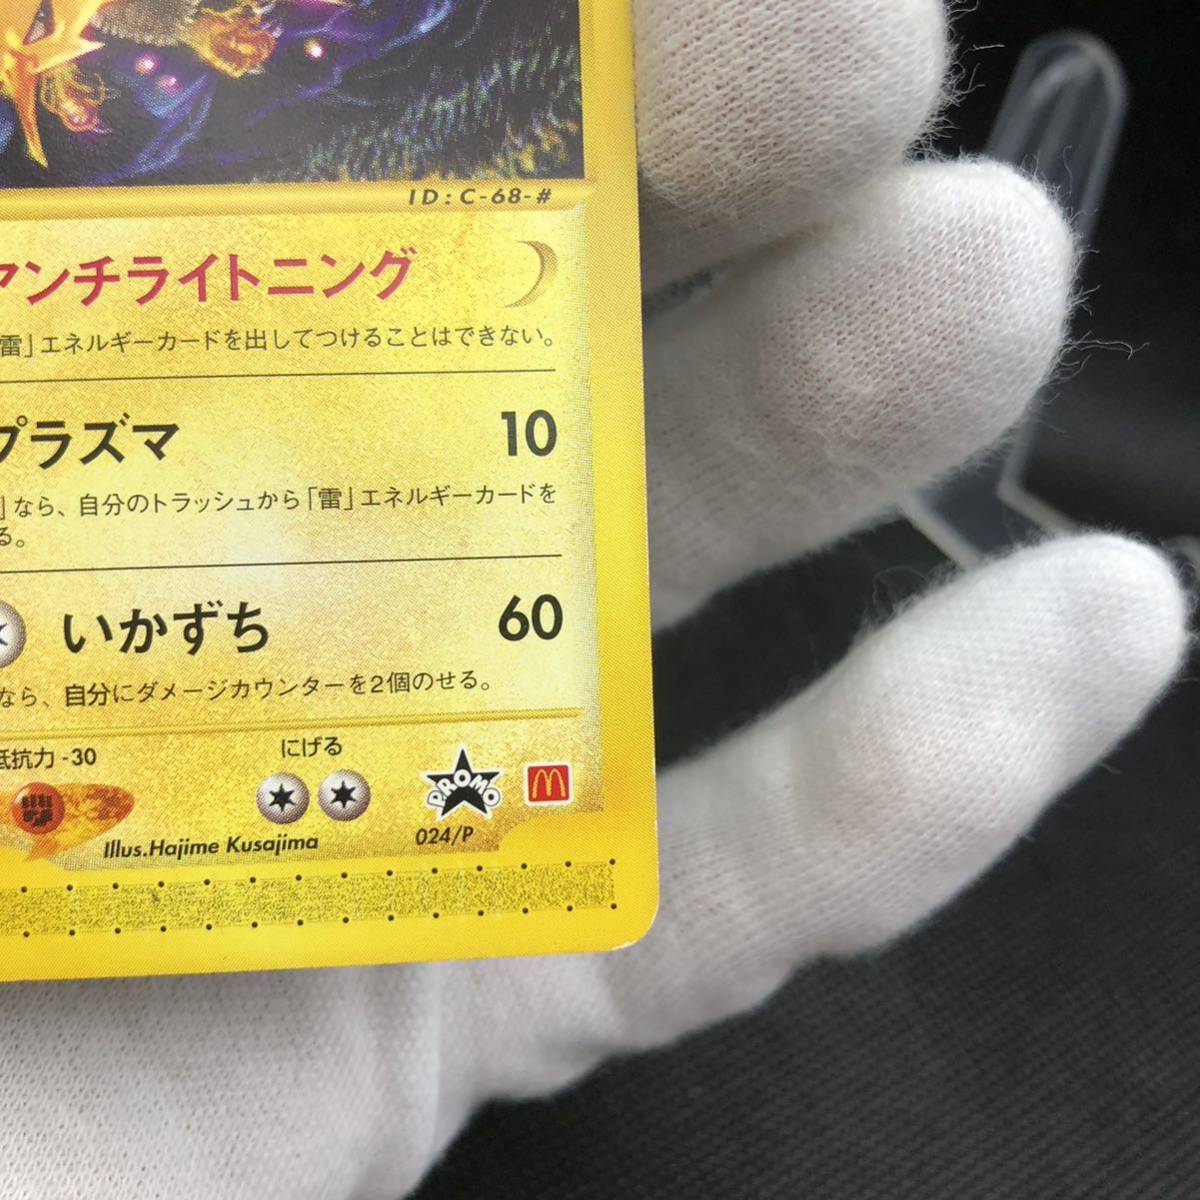 ID:C-68-#
アンチライトニング
雷」エネルギーカードを出してつけることはできない。
プラズマ 10
」なら、自分のトラッシュから「雷」エネルギーカードを
る。
いかずち 60
なら、自分にダメージカウンターを2個のせる。
抵抗力 -30 にげる
PROMO
Illus.Hajime Kusajima 024/P